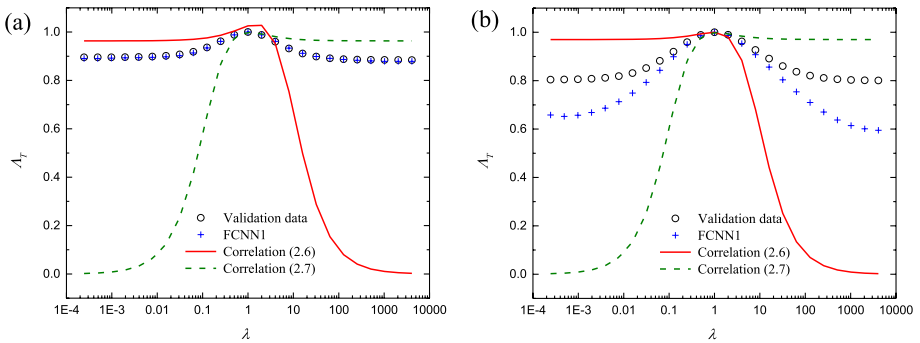 (a)
1.0
0.8
0.6
0.4
0.2
0.0
Λ_T
Validation data
FCNN1
Correlation (2.6)
Correlation (2.7)
1E-4 1E-3 0.01 0.1 1 10 100 1000 10000
λ
(b)
1.0
0.8
0.6
0.4
0.2
0.0
Λ_T
Validation data
FCNN1
Correlation (2.6)
Correlation (2.7)
1E-4 1E-3 0.01 0.1 1 10 100 1000 10000
λ